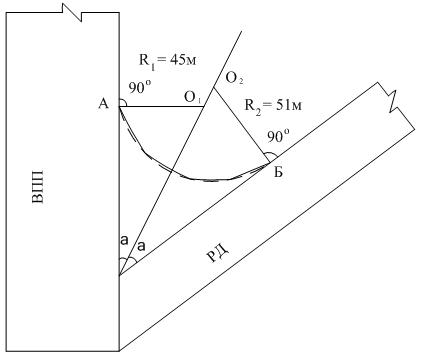 R1 = 45м
90°
А
O1
O2
R2 = 51м
90°
Б
ВПП
а
а
РД